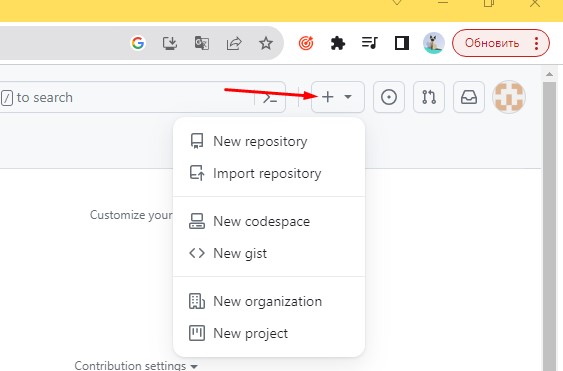 Обновить
/ to search
New repository
Import repository
Customize your
New codespace
New gist
New organization
New project
Contribution settings